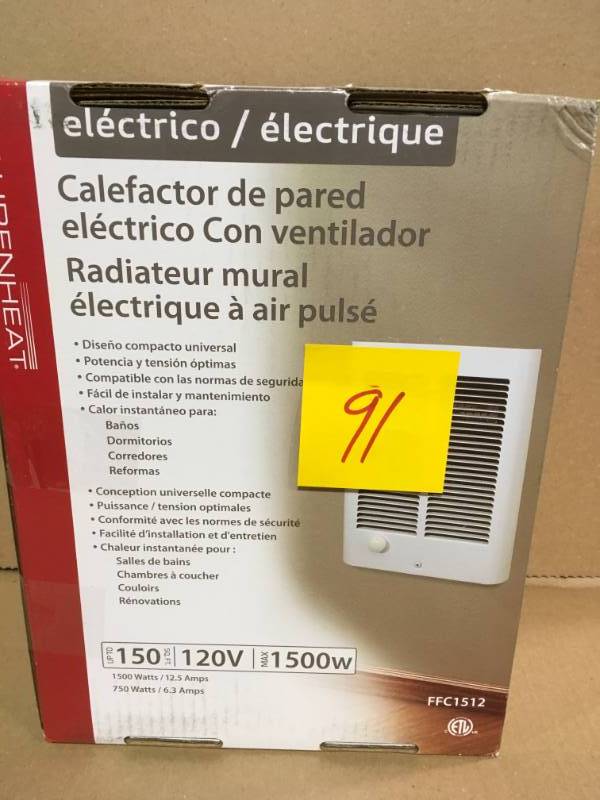 eléctrico / électrique
Calefactor de pared
eléctrico Con ventilador
Radiateur mural
électrique à air pulsé
• Diseño compacto universal
• Potencia y tensión óptimas
• Compatible con las normas de segurida
• Fácil de instalar y mantenimiento
• Calor instantáneo para:
Baños
Dormitorios
Corredores
Reformas
91
• Conception universelle compacte
• Puissance / tension optimales
• Conformité avec les normes de sécurité
• Facilité d'installation et d'entretien
• Chaleur instantanée pour :
Salles de bains
Chambres à coucher
Couloirs
Rénovations
UP TO 150 120V MAX 1500w
1500 Watts / 12.5 Amps
750 Watts / 6.3 Amps
FFC1512
ETL
URENHEAT